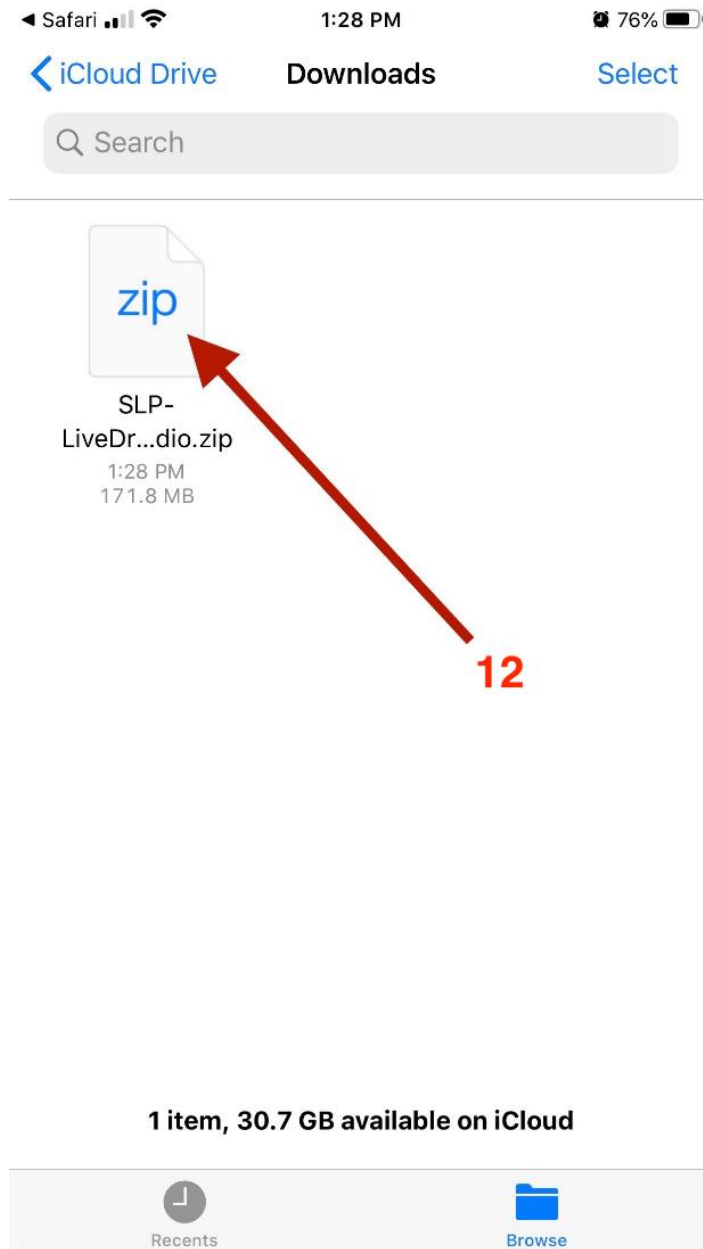 Safari 1:28 PM 76%
iCloud Drive Downloads Select
Search
zip
SLP-
LiveDr...dio.zip
1:28 PM
171.8 MB
12
1 item, 30.7 GB available on iCloud
Recents Browse